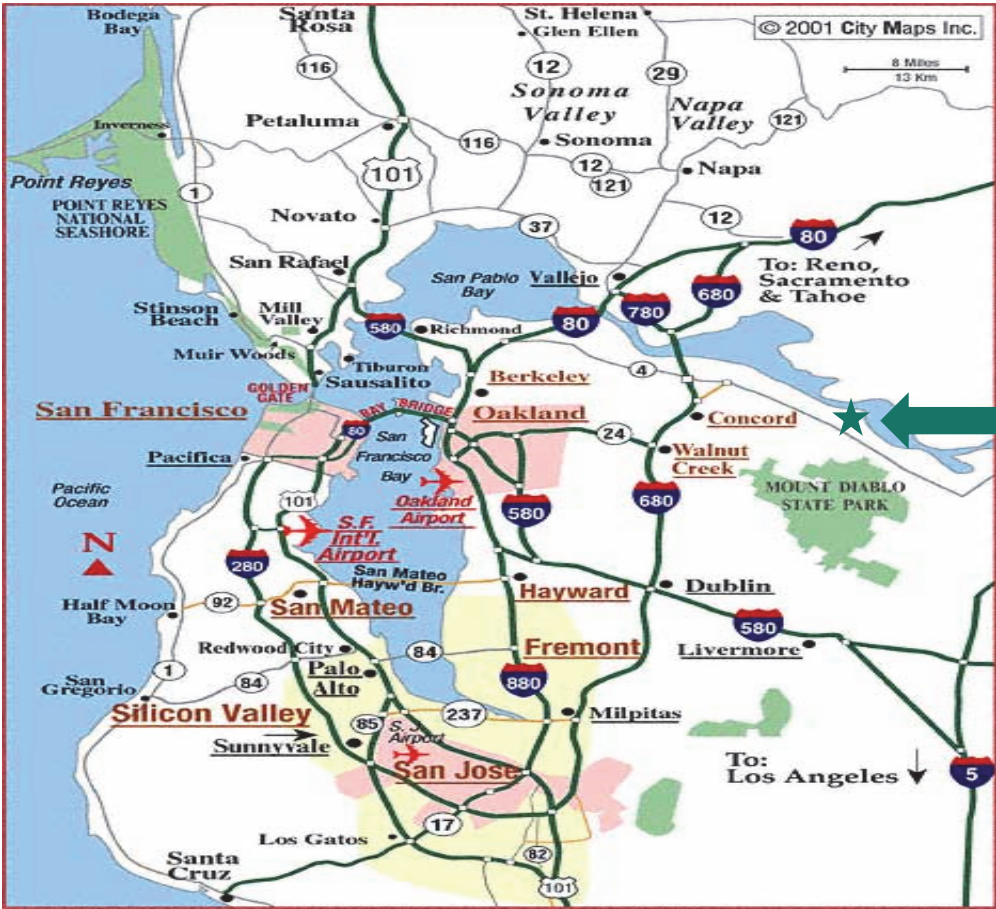 Bodega
Bay
Santa
Rosa
St. Helena
Glen Ellen
© 2001 City Maps Inc.
8 Miles
13 Km
116
12
29
Sonoma
Valley
Napa
Valley
121
Inverness
Petaluma
116
Sonoma
12
121
Napa
101
Point Reyes
POINT REYES
NATIONAL
SEASHORE
1
Novato
37
12
80
San Rafael
San Pablo
Bay
Vallejo
To: Reno,
Sacramento
& Tahoe
680
780
80
Stinson
Beach
Mill
Valley
580
Richmond
Muir Woods
Tiburon
Sausalito
4
GOLDEN
GATE
BAY BRIDGE
Berkeley
San Francisco
Oakland
Concord
80
24
San
Francisco
Bay
Walnut
Creek
Pacifica
Pacific
Ocean
101
Oakland
Airport
580
680
MOUNT DIABLO
STATE PARK
N
S.F.
Int'l.
Airport
280
San Mateo
Hayw'd Br.
Hayward
Dublin
Half Moon
Bay
92
San Mateo
580
Redwood City
84
Fremont
Livermore
1
Palo
Alto
San
Gregorio
84
880
Silicon Valley
85
237
Milpitas
S. J.
Airport
Sunnyvale
San Jose
To:
Los Angeles
5
17
Los Gatos
82
Santa
Cruz
101